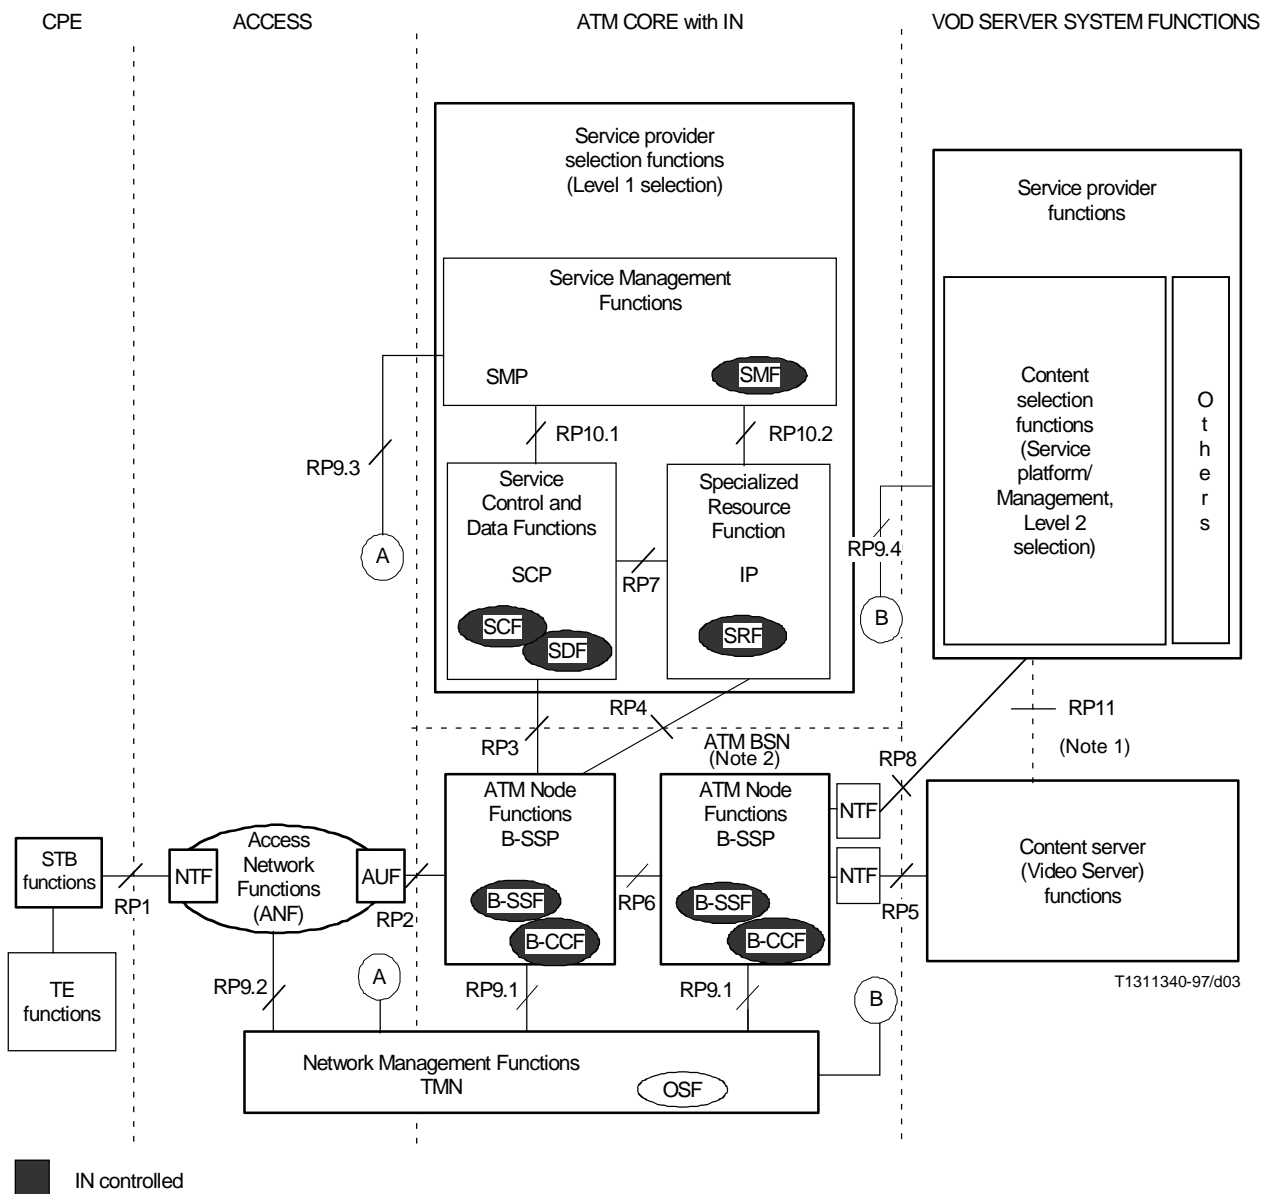 CPE
ACCESS
ATM CORE with IN
VOD SERVER SYSTEM FUNCTIONS
Service provider
selection functions
(Level 1 selection)
Service Management
Functions
SMP
SMF
RP10.1
RP10.2
RP9.3
A
Service
Control and
Data Functions
SCP
SCF
SDF
RP7
Specialized
Resource
Function
IP
SRF
Service provider
functions
Content
selection
functions
(Service
platform/
Management,
Level 2
selection)
O
t
h
e
r
s
RP9.4
B
RP3
RP4
ATM BSN
(Note 2)
RP8
RP11
(Note 1)
STB
functions
RP1
NTF
Access
Network
Functions
(ANF)
AUF
RP2
ATM Node
Functions
B-SSP
B-SSF
B-CCF
RP6
ATM Node
Functions
B-SSP
B-SSF
B-CCF
NTF
NTF
RP5
Content server
(Video Server)
functions
T1311340-97/d03
TE
functions
RP9.2
A
RP9.1
RP9.1
B
Network Management Functions
TMN
OSF
IN controlled